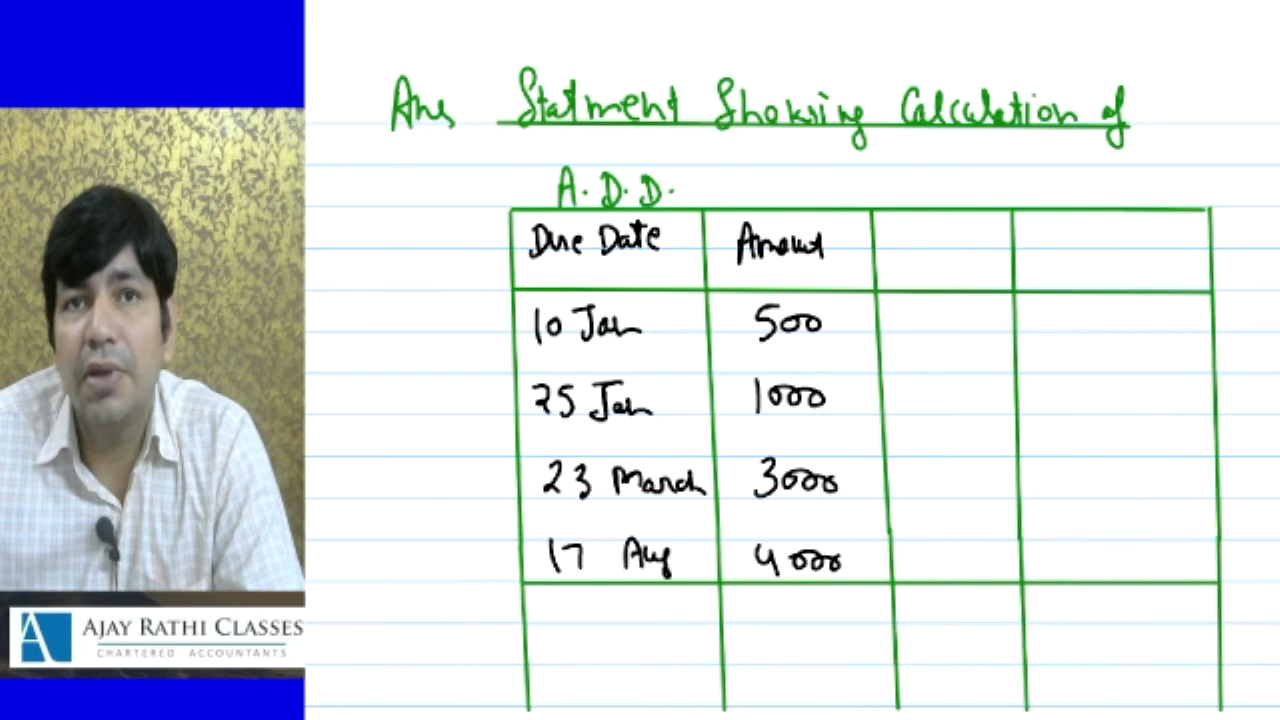 Ans Statment Showing Calculation of
A.D.D.
Due Date Amount
10 Jan 500
25 Jan 1000
23 March 3000
17 Aug 4000
AJAY RATHI CLASSES
CHARTERED ACCOUNTANTS